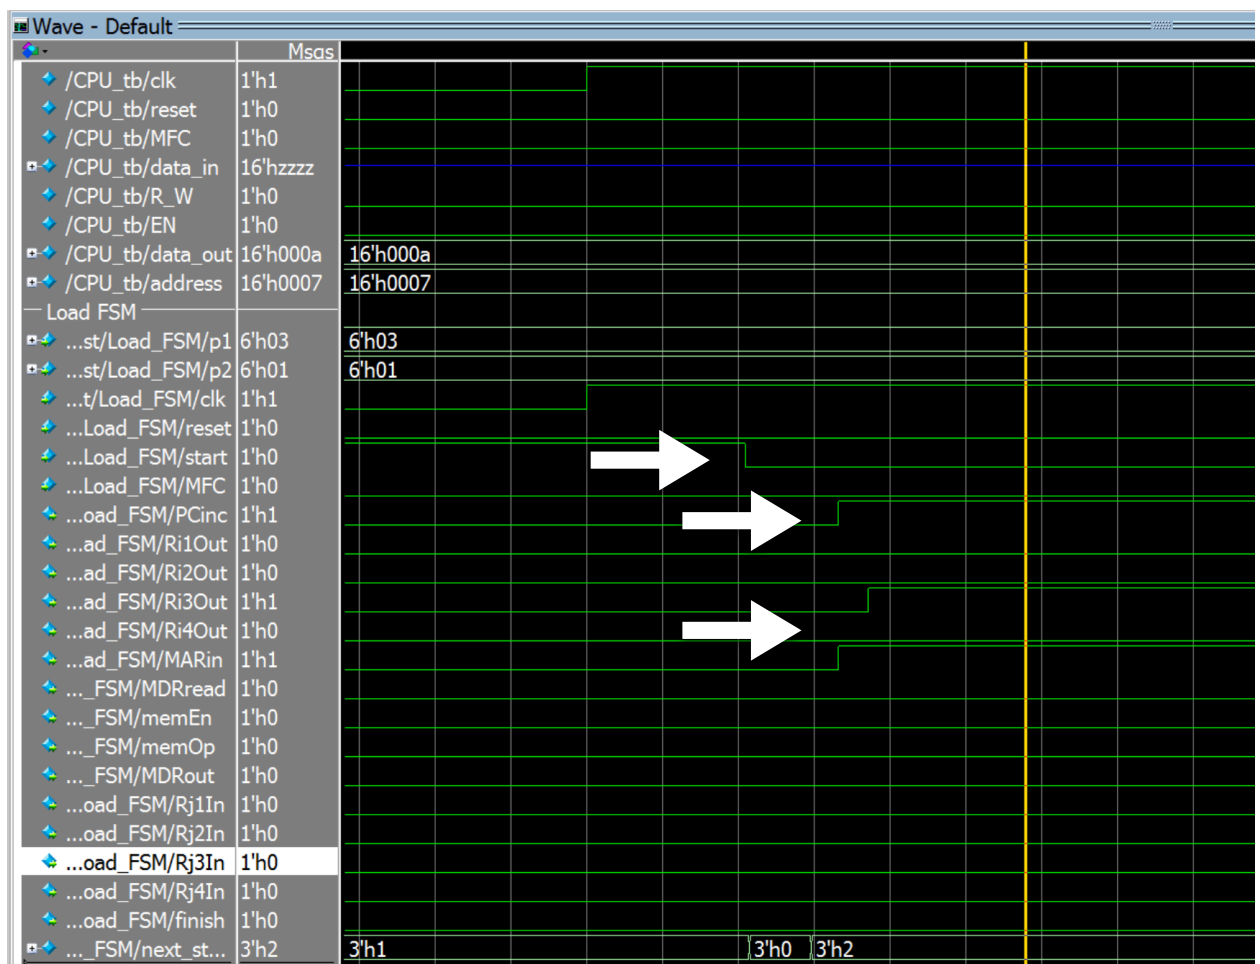 Wave - Default
Msgs
/CPU_tb/clk 1'h1
/CPU_tb/reset 1'h0
/CPU_tb/MFC 1'h0
/CPU_tb/data_in 16'hzzzz
/CPU_tb/R_W 1'h0
/CPU_tb/EN 1'h0
/CPU_tb/data_out 16'h000a 16'h000a
/CPU_tb/address 16'h0007 16'h0007
Load FSM
...st/Load_FSM/p1 6'h03 6'h03
...st/Load_FSM/p2 6'h01 6'h01
...t/Load_FSM/clk 1'h1
...Load_FSM/reset 1'h0
...Load_FSM/start 1'h0
...Load_FSM/MFC 1'h0
...oad_FSM/PCinc 1'h1
...ad_FSM/Ri1Out 1'h0
...ad_FSM/Ri2Out 1'h0
...ad_FSM/Ri3Out 1'h1
...ad_FSM/Ri4Out 1'h0
...ad_FSM/MARin 1'h1
..._FSM/MDRread 1'h0
..._FSM/memEn 1'h0
..._FSM/memOp 1'h0
..._FSM/MDRout 1'h0
...oad_FSM/Rj1In 1'h0
...oad_FSM/Rj2In 1'h0
...oad_FSM/Rj3In 1'h0
...oad_FSM/Rj4In 1'h0
...oad_FSM/finish 1'h0
..._FSM/next_st... 3'h2 3'h1 3'h0 3'h2